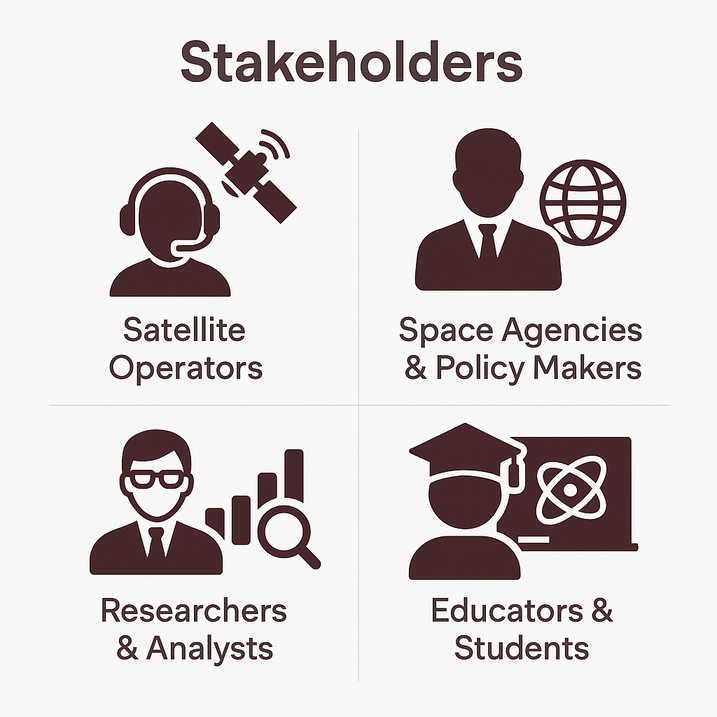 Stakeholders
Satellite
Operators
Space Agencies
& Policy Makers
Researchers
& Analysts
Educators &
Students